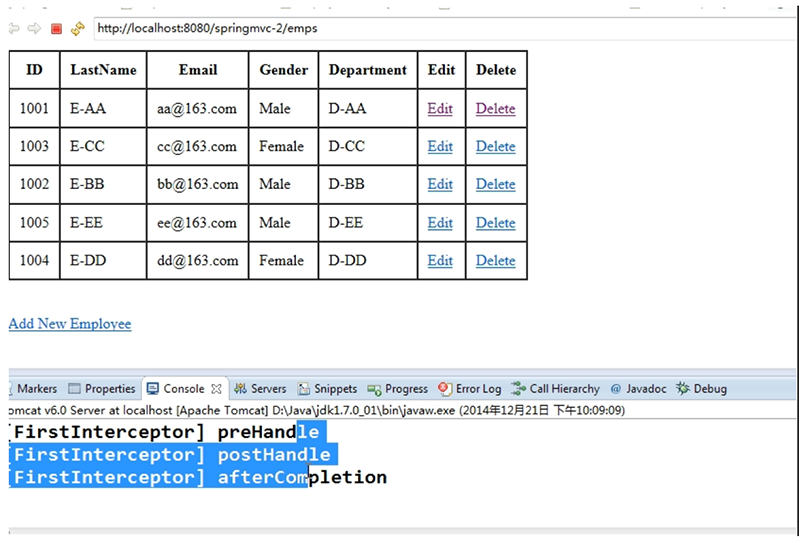 http://localhost:8080/springmvc-2/emps
ID LastName Email Gender Department Edit Delete
1001 E-AA aa@163.com Male D-AA Edit Delete
1003 E-CC cc@163.com Female D-CC Edit Delete
1002 E-BB bb@163.com Male D-BB Edit Delete
1005 E-EE ee@163.com Male D-EE Edit Delete
1004 E-DD dd@163.com Female D-DD Edit Delete
Add New Employee
Markers Properties Console Servers Snippets Progress Error Log Call Hierarchy Javadoc Debug
omcat v6.0 Server at localhost [Apache Tomcat] D:\Java\jdk1.7.0_01\bin\javaw.exe (2014年12月21日 下午10:09:09)
[FirstInterceptor] preHandle
[FirstInterceptor] postHandle
[FirstInterceptor] afterCompletion